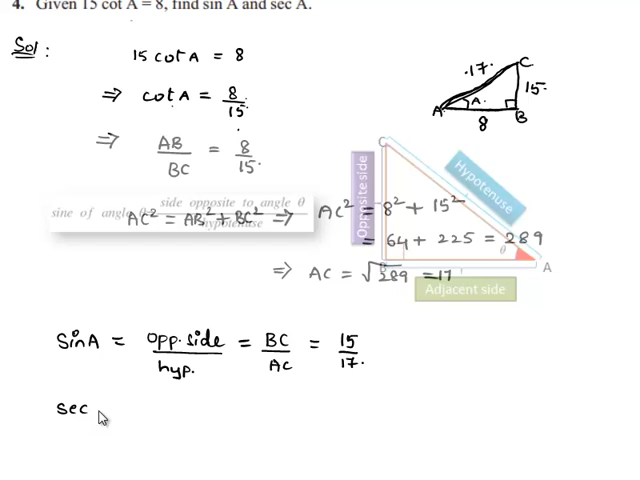 4. Given 15 cot A = 8, find sin A and sec A.
Sol :
15 cot A = 8
⇒ cot A = 8/15.
⇒ AB/BC = 8/15.
17.
C
15
A
A.
8
B
C
Opposite side
Hypotenuse
θ
A
Adjacent side
sine of angle θ side opposite to angle θ / hypotenuse
AC² = AB² + BC² ⇒ AC² = 8² + 15²
= 64 + 225 = 289
⇒ AC = √289 = 17
sin A = opp. side/hyp. = BC/AC = 15/17.
sec